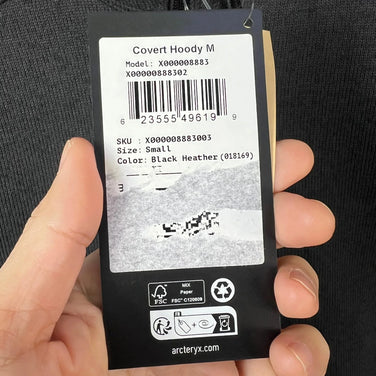 Covert Hoody M
Model: X000008883
X00000888302
6 23555 49619 9
SKU : X000008883003
Size: Small
Color: Black Heather (018169)
FSC
MIX
Paper
FSC® C120609
FR
arcteryx.com